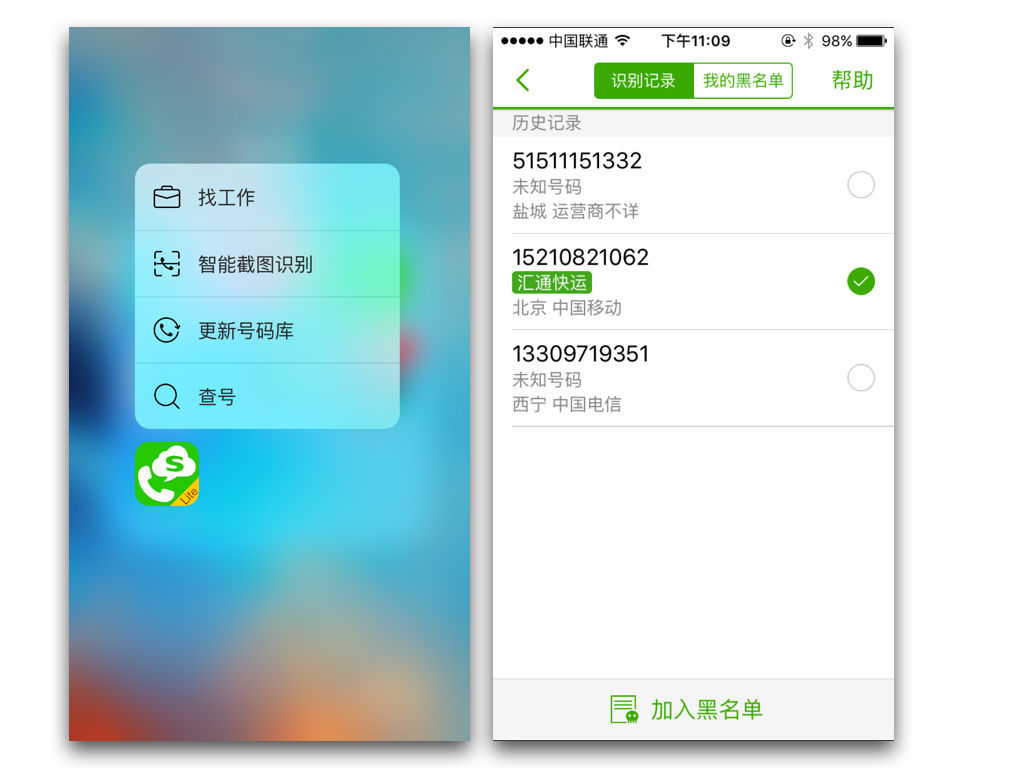 找工作
智能截图识别
更新号码库
查号
S
Lite
中国联通 下午11:09 98%
识别记录 我的黑名单 帮助
历史记录
51511151332
未知号码
盐城 运营商不详
15210821062
汇通快运
北京 中国移动
13309719351
未知号码
西宁 中国电信
加入黑名单